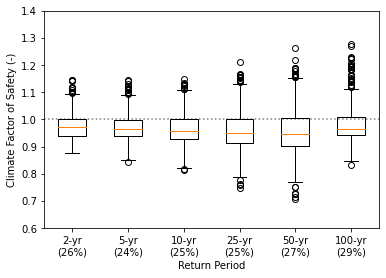 Climate Factor of Safety (-)
1.4
1.3
1.2
1.1
1.0
0.9
0.8
0.7
0.6
2-yr 5-yr 10-yr 25-yr 50-yr 100-yr
(26%) (24%) (25%) (25%) (27%) (29%)
Return Period